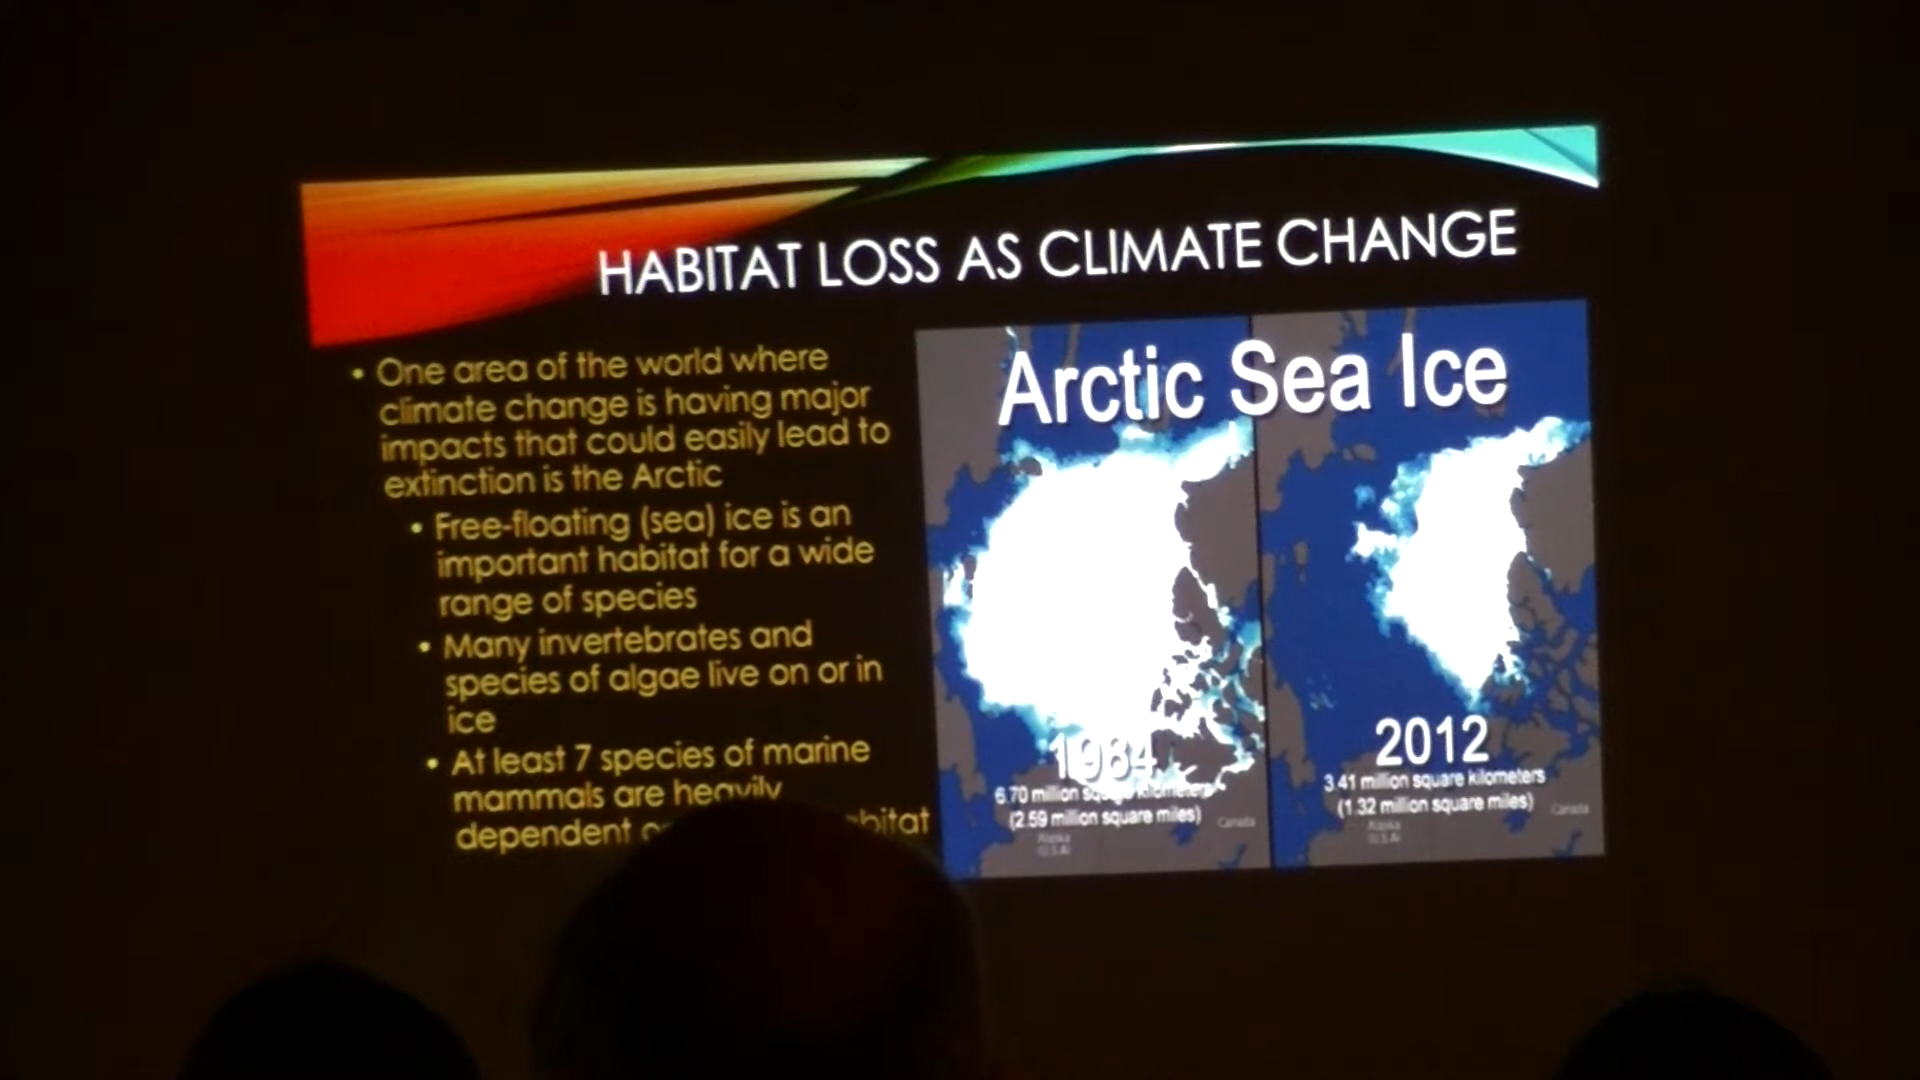 HABITAT LOSS AS CLIMATE CHANGE
• One area of the world where
climate change is having major
impacts that could easily lead to
extinction is the Arctic
• Free-floating (sea) ice is an
important habitat for a wide
range of species
• Many invertebrates and
species of algae live on or in
ice
• At least 7 species of marine
mammals are heavily
dependent
Arctic Sea Ice
1984
6.70 million square kilometers
(2.59 million square miles)
Alaska
(U.S.A)
Canada
2012
3.41 million square kilometers
(1.32 million square miles)
Alaska
(U.S.A)
Canada